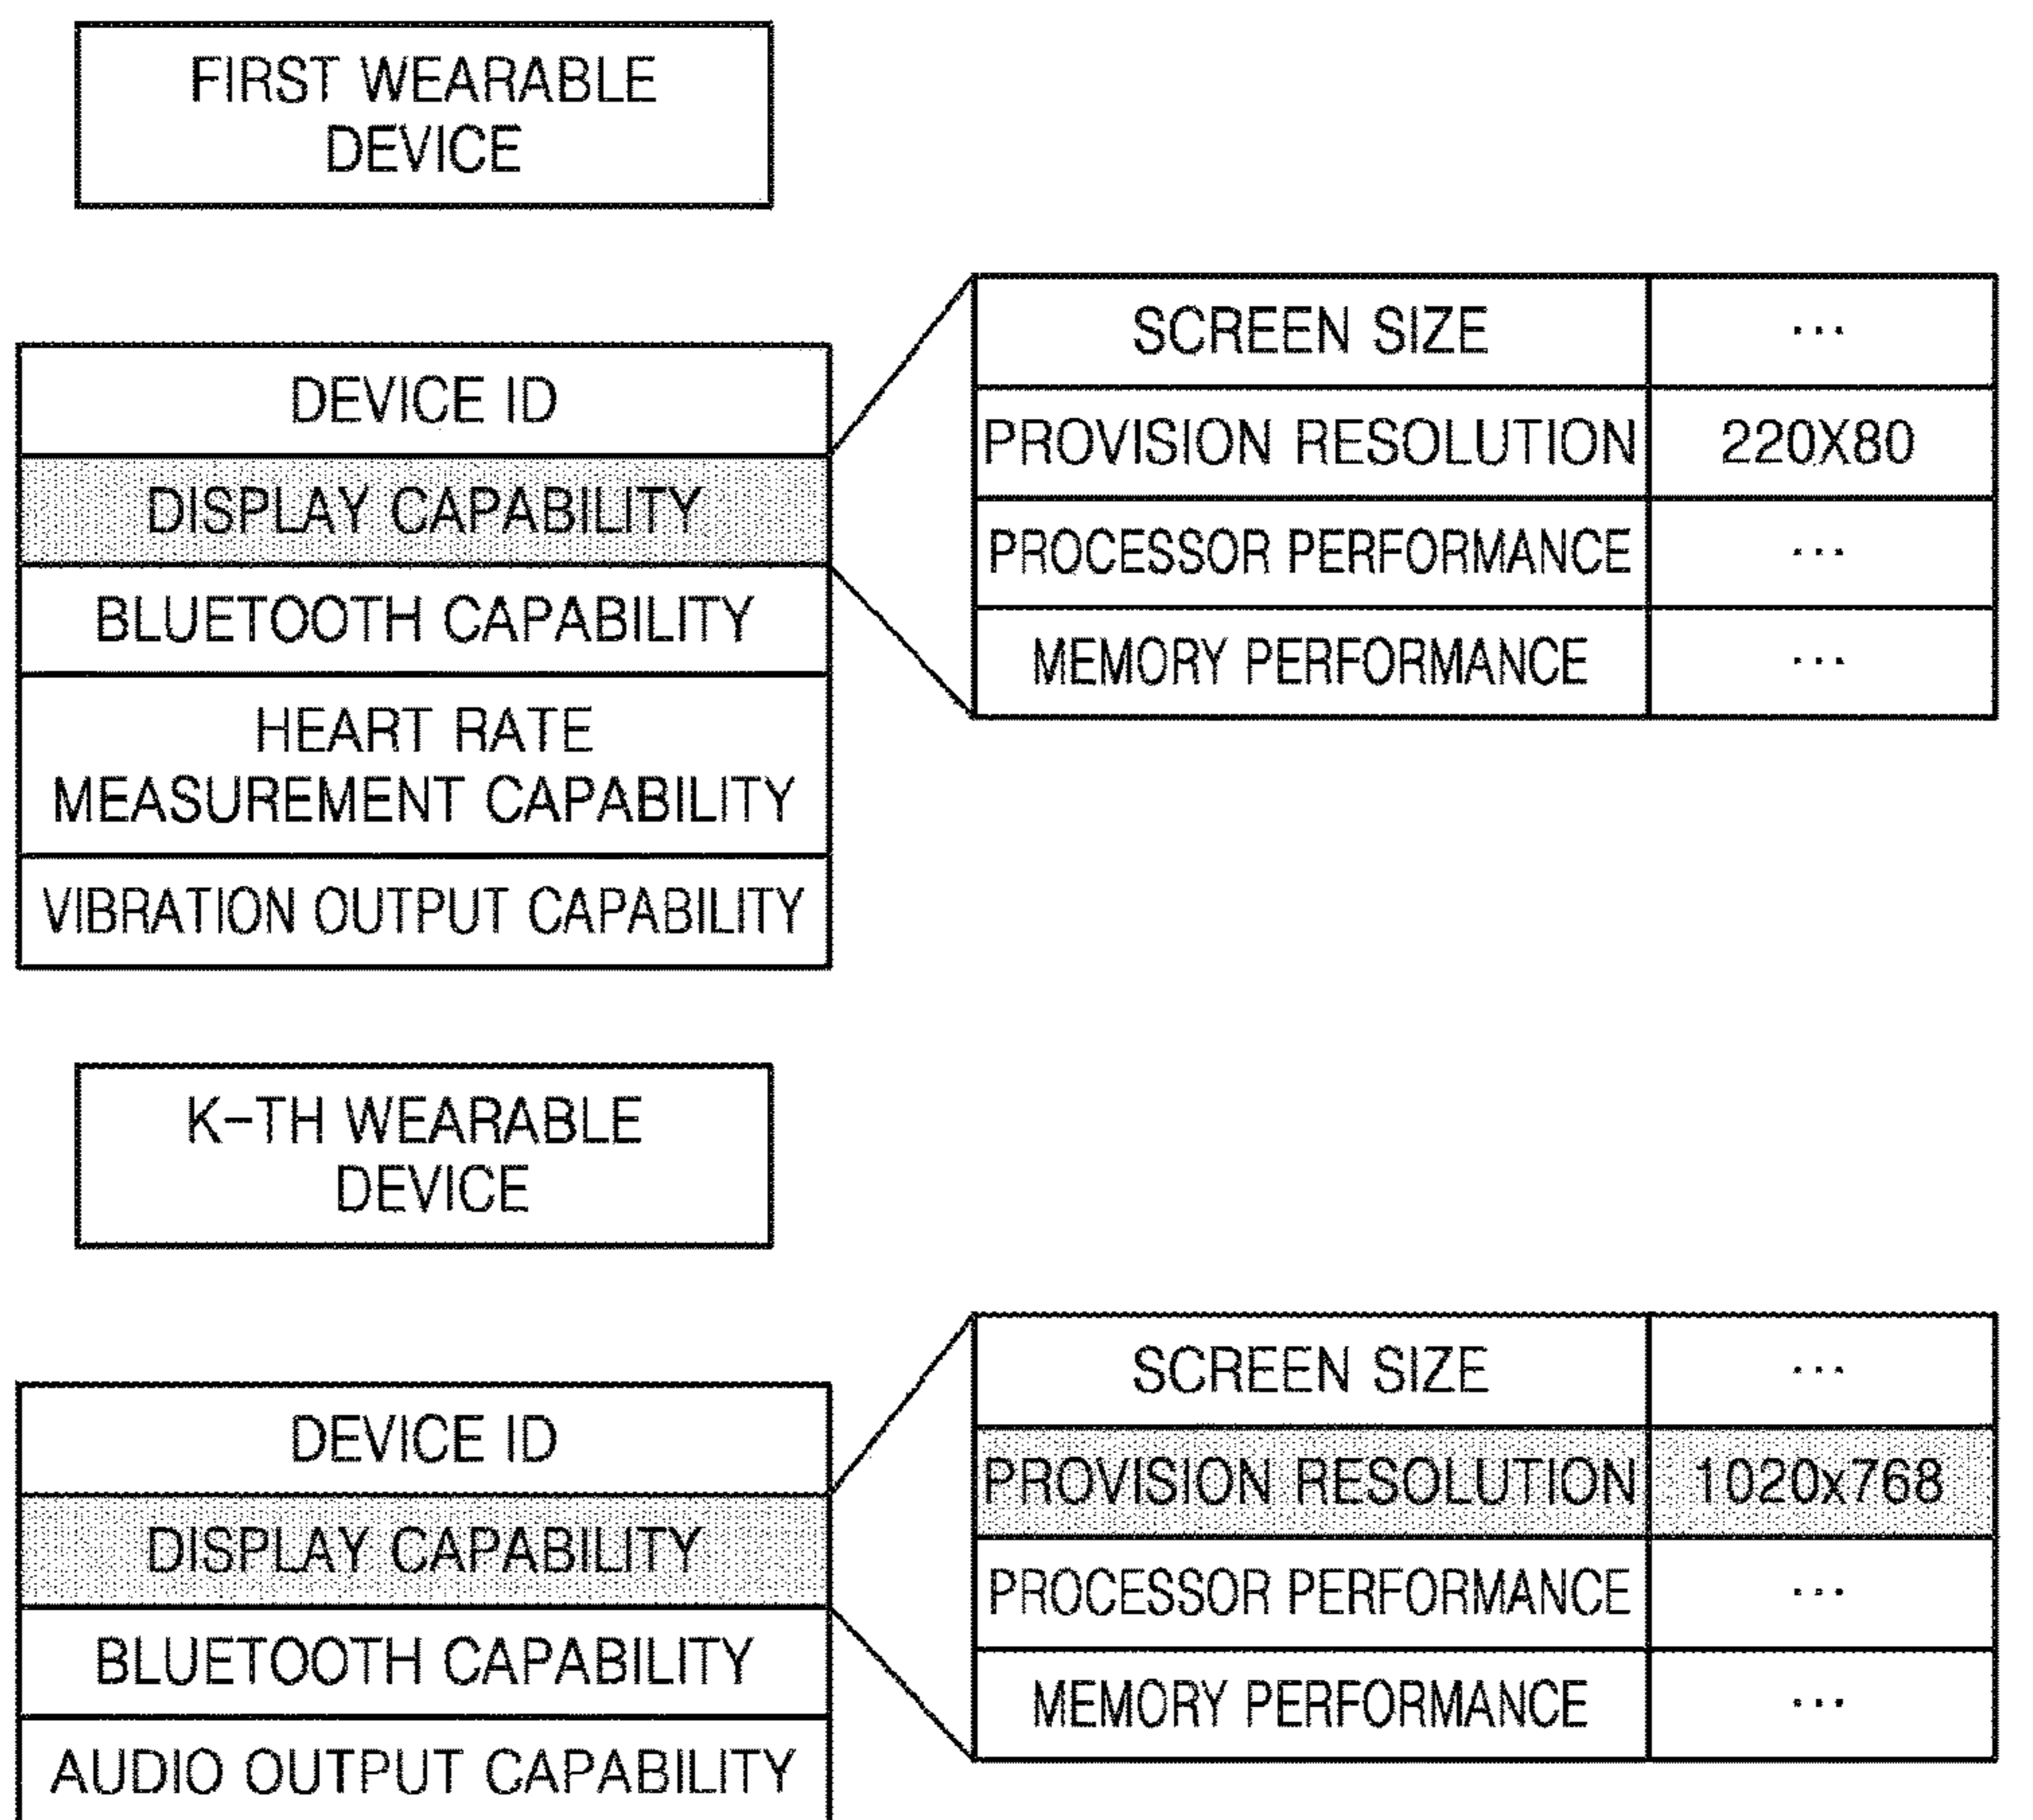 FIRST WEARABLE
DEVICE
DEVICE ID
DISPLAY CAPABILITY
BLUETOOTH CAPABILITY
HEART RATE
MEASUREMENT CAPABILITY
VIBRATION OUTPUT CAPABILITY
SCREEN SIZE ...
PROVISION RESOLUTION 220X80
PROCESSOR PERFORMANCE ...
MEMORY PERFORMANCE ...
K-TH WEARABLE
DEVICE
DEVICE ID
DISPLAY CAPABILITY
BLUETOOTH CAPABILITY
AUDIO OUTPUT CAPABILITY
SCREEN SIZE ...
PROVISION RESOLUTION 1020x768
PROCESSOR PERFORMANCE ...
MEMORY PERFORMANCE ...